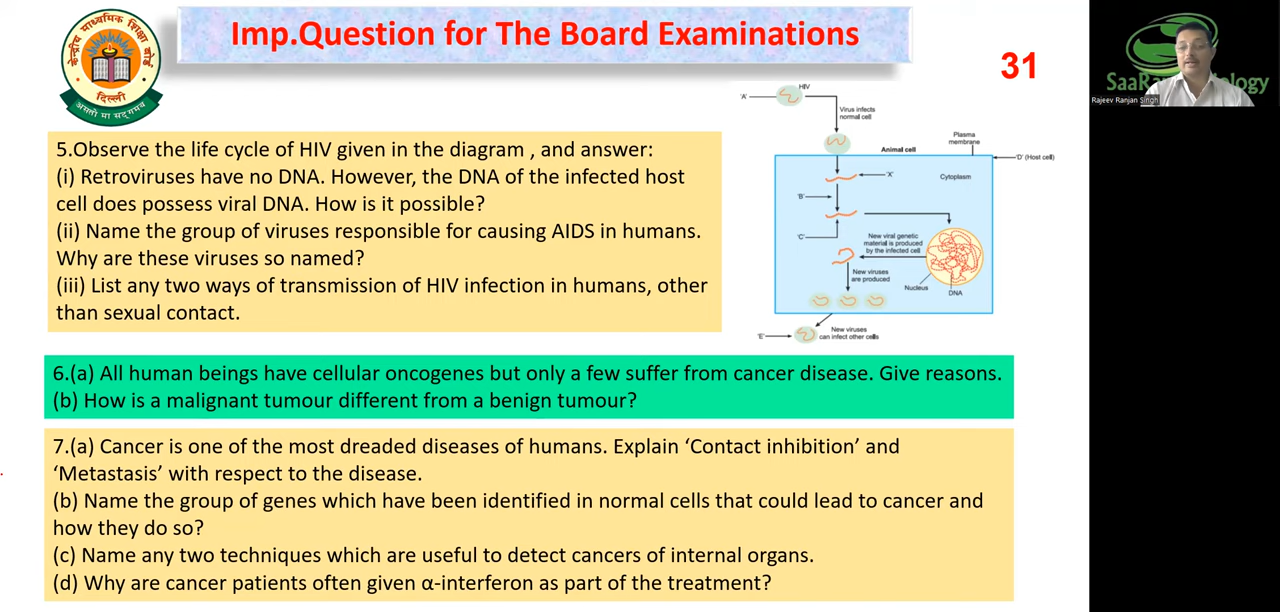 Imp.Question for The Board Examinations
31
केन्द्रीय माध्यमिक शिक्षा बोर्ड
दिल्ली
असतो मा सद्गमय
Rajeev Ranjan Singh
5.Observe the life cycle of HIV given in the diagram , and answer:
(i) Retroviruses have no DNA. However, the DNA of the infected host
cell does possess viral DNA. How is it possible?
(ii) Name the group of viruses responsible for causing AIDS in humans.
Why are these viruses so named?
(iii) List any two ways of transmission of HIV infection in humans, other
than sexual contact.
HIV
'A'
Virus infects
normal cell
Plasma
membrane
Animal cell
'D' (Host cell)
'X'
Cytoplasm
'B'
'C'
New viral genetic
material is produced
by the infected cell
New viruses
are produced
Nucleus
DNA
'E'
New viruses
can infect other cells
6.(a) All human beings have cellular oncogenes but only a few suffer from cancer disease. Give reasons.
(b) How is a malignant tumour different from a benign tumour?
7.(a) Cancer is one of the most dreaded diseases of humans. Explain ‘Contact inhibition’ and
‘Metastasis’ with respect to the disease.
(b) Name the group of genes which have been identified in normal cells that could lead to cancer and
how they do so?
(c) Name any two techniques which are useful to detect cancers of internal organs.
(d) Why are cancer patients often given α-interferon as part of the treatment?